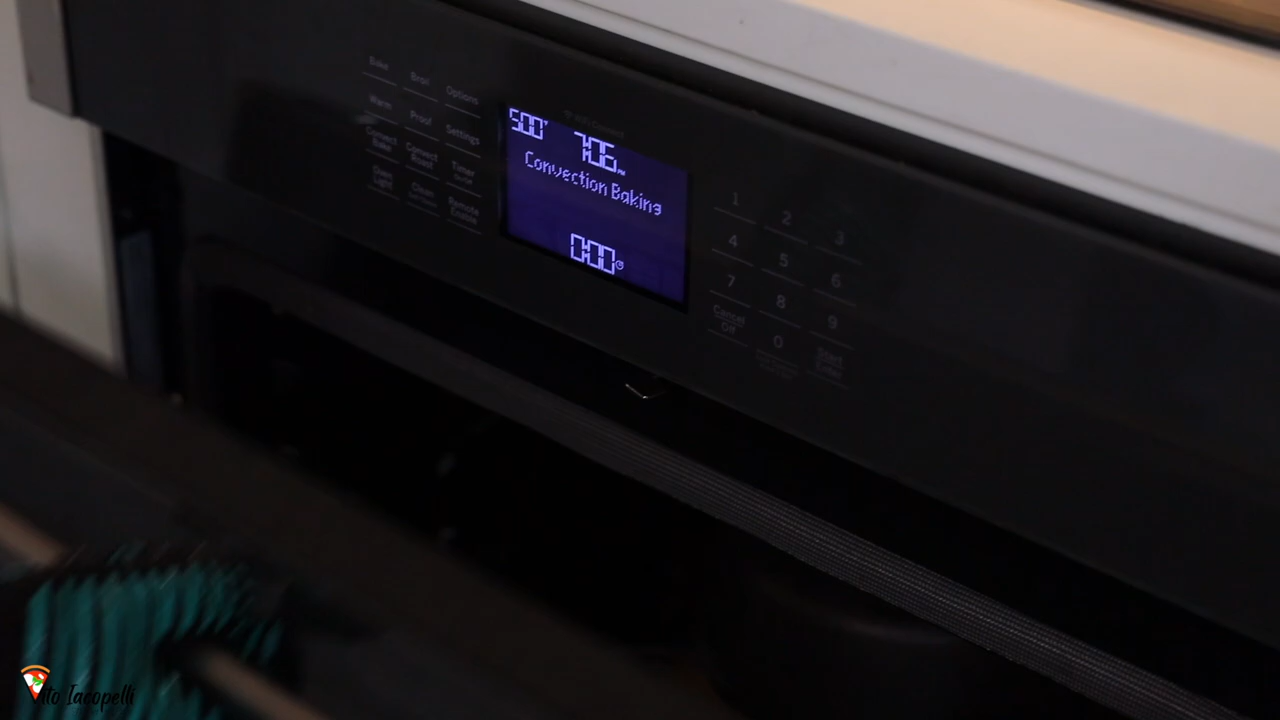 Bake
Broil
Options
Warm
Proof
Settings
Convect
Bake
Convect
Roast
Timer
Oven
Light
Clean
Remote
Enable
500°
7:06 PM
Convection Baking
0:00
1
2
3
4
5
6
7
8
9
Cancel
Off
0
Start
Vito Iacopelli